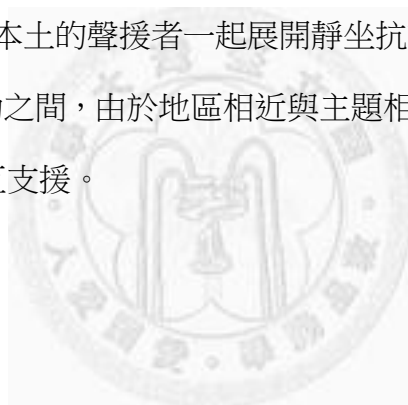 本土的聲援者一起展開靜坐抗
之間，由於地區相近與主題相
支援。